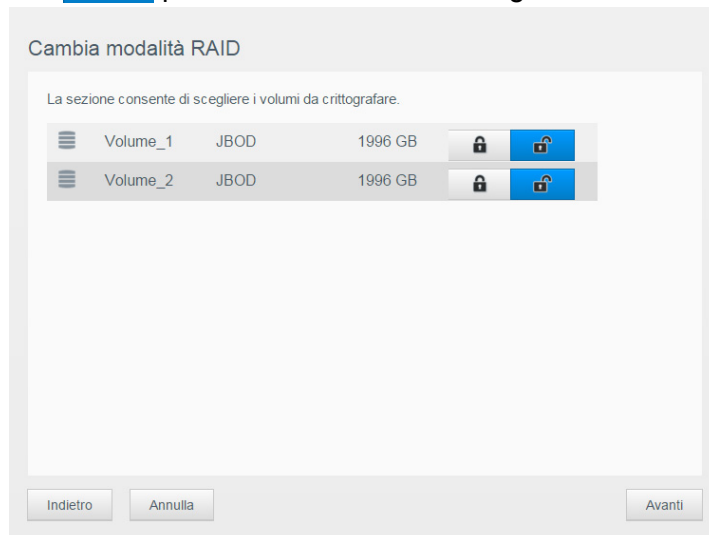 Cambia modalità RAID
La sezione consente di scegliere i volumi da crittografare.
Volume_1 JBOD 1996 GB
Volume_2 JBOD 1996 GB
Indietro Annulla Avanti